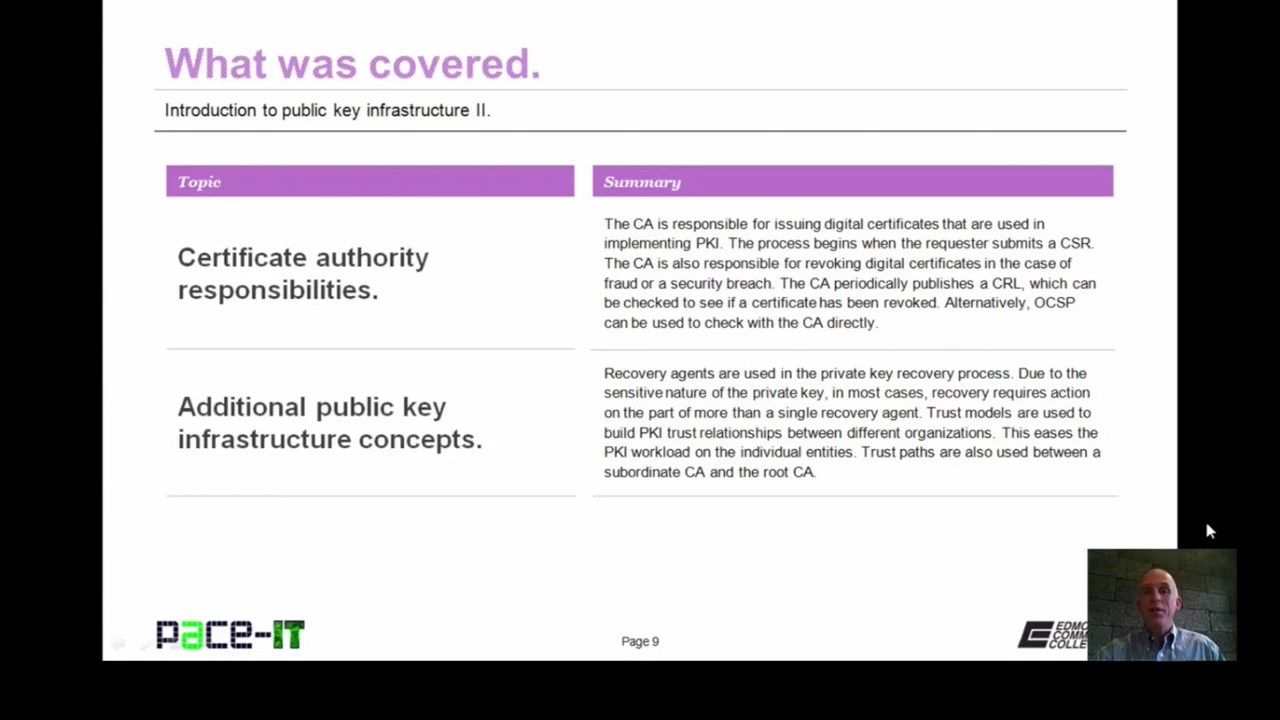 What was covered.
Introduction to public key infrastructure II.
Topic
Summary
Certificate authority
responsibilities.
The CA is responsible for issuing digital certificates that are used in
implementing PKI. The process begins when the requester submits a CSR.
The CA is also responsible for revoking digital certificates in the case of
fraud or a security breach. The CA periodically publishes a CRL, which can
be checked to see if a certificate has been revoked. Alternatively, OCSP
can be used to check with the CA directly.
Additional public key
infrastructure concepts.
Recovery agents are used in the private key recovery process. Due to the
sensitive nature of the private key, in most cases, recovery requires action
on the part of more than a single recovery agent. Trust models are used to
build PKI trust relationships between different organizations. This eases the
PKI workload on the individual entities. Trust paths are also used between a
subordinate CA and the root CA.
pace-IT
Page 9
EDMO
COMM
COLLE